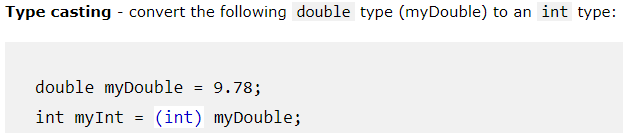 Type casting - convert the following double type (myDouble) to an int type:
double myDouble = 9.78;
int myInt = (int) myDouble;